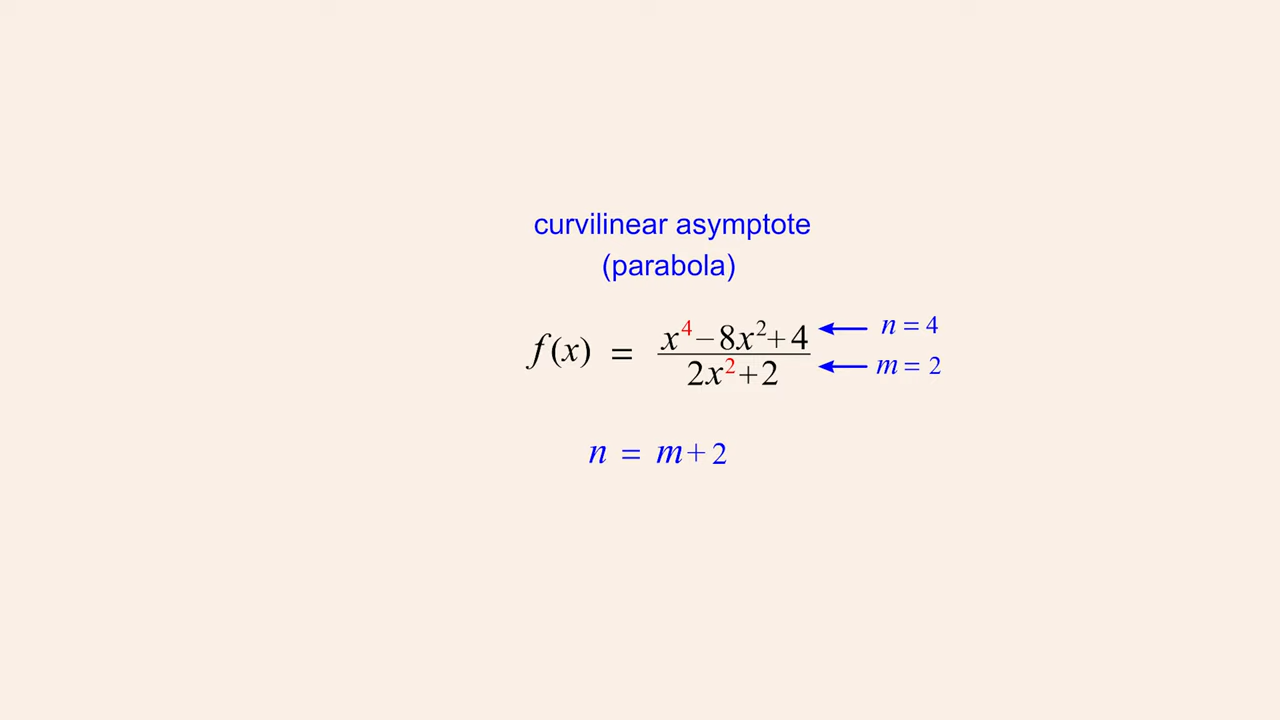 curvilinear asymptote
(parabola)
f(x) = (x⁴−8x²+4)/(2x²+2)
n = 4
m = 2
n = m+2